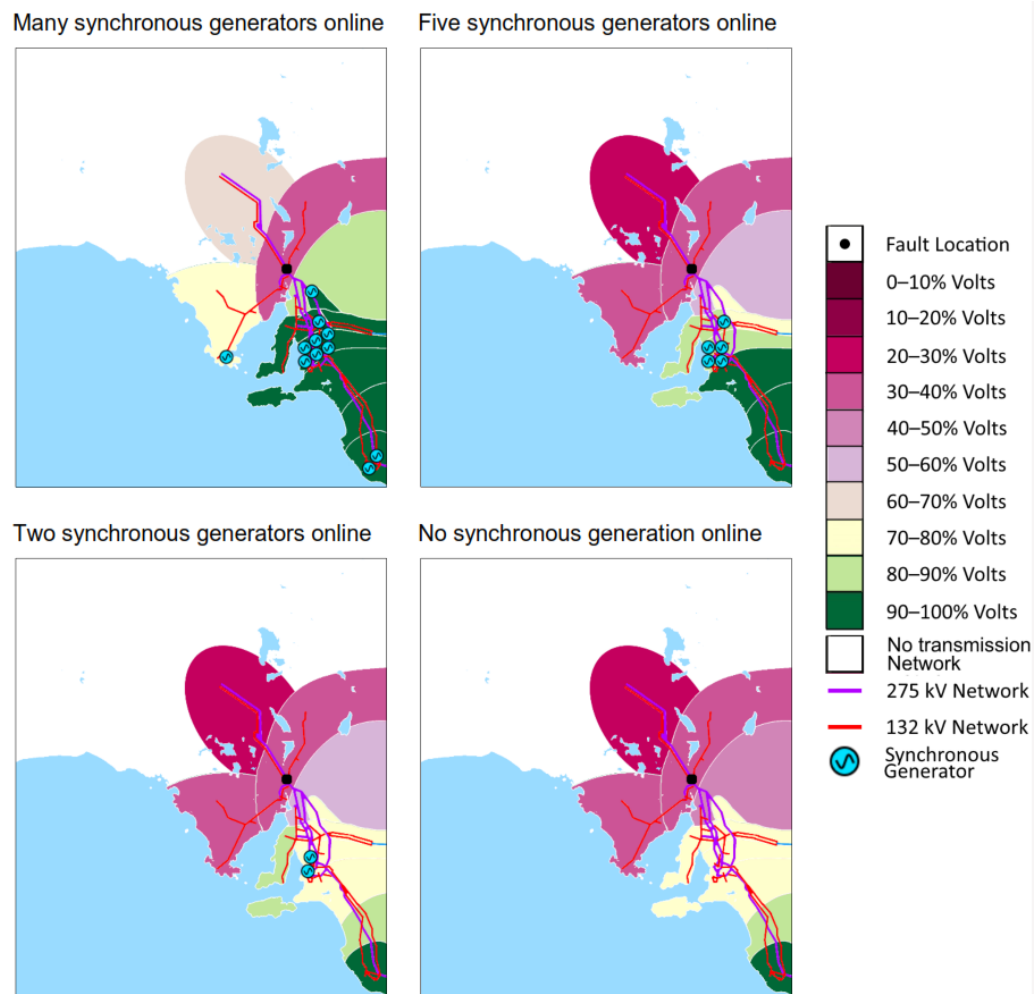 Many synchronous generators online
Five synchronous generators online
Two synchronous generators online
No synchronous generation online
Fault Location
0–10% Volts
10–20% Volts
20–30% Volts
30–40% Volts
40–50% Volts
50–60% Volts
60–70% Volts
70–80% Volts
80–90% Volts
90–100% Volts
No transmission
Network
275 kV Network
132 kV Network
Synchronous
Generator